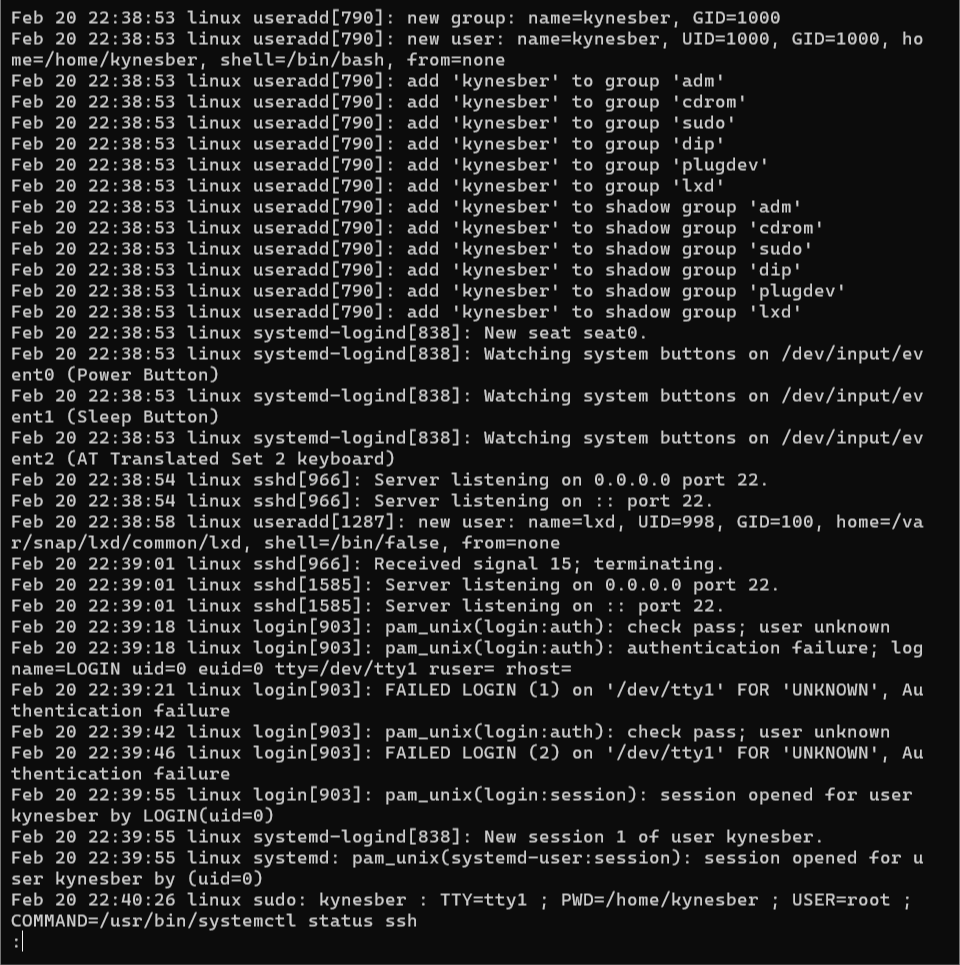 Feb 20 22:38:53 linux useradd[790]: new group: name=kynesber, GID=1000
Feb 20 22:38:53 linux useradd[790]: new user: name=kynesber, UID=1000, GID=1000, ho
me=/home/kynesber, shell=/bin/bash, from=none
Feb 20 22:38:53 linux useradd[790]: add 'kynesber' to group 'adm'
Feb 20 22:38:53 linux useradd[790]: add 'kynesber' to group 'cdrom'
Feb 20 22:38:53 linux useradd[790]: add 'kynesber' to group 'sudo'
Feb 20 22:38:53 linux useradd[790]: add 'kynesber' to group 'dip'
Feb 20 22:38:53 linux useradd[790]: add 'kynesber' to group 'plugdev'
Feb 20 22:38:53 linux useradd[790]: add 'kynesber' to group 'lxd'
Feb 20 22:38:53 linux useradd[790]: add 'kynesber' to shadow group 'adm'
Feb 20 22:38:53 linux useradd[790]: add 'kynesber' to shadow group 'cdrom'
Feb 20 22:38:53 linux useradd[790]: add 'kynesber' to shadow group 'sudo'
Feb 20 22:38:53 linux useradd[790]: add 'kynesber' to shadow group 'dip'
Feb 20 22:38:53 linux useradd[790]: add 'kynesber' to shadow group 'plugdev'
Feb 20 22:38:53 linux useradd[790]: add 'kynesber' to shadow group 'lxd'
Feb 20 22:38:53 linux systemd-logind[838]: New seat seat0.
Feb 20 22:38:53 linux systemd-logind[838]: Watching system buttons on /dev/input/ev
ent0 (Power Button)
Feb 20 22:38:53 linux systemd-logind[838]: Watching system buttons on /dev/input/ev
ent1 (Sleep Button)
Feb 20 22:38:53 linux systemd-logind[838]: Watching system buttons on /dev/input/ev
ent2 (AT Translated Set 2 keyboard)
Feb 20 22:38:54 linux sshd[966]: Server listening on 0.0.0.0 port 22.
Feb 20 22:38:54 linux sshd[966]: Server listening on :: port 22.
Feb 20 22:38:58 linux useradd[1287]: new user: name=lxd, UID=998, GID=100, home=/va
r/snap/lxd/common/lxd, shell=/bin/false, from=none
Feb 20 22:39:01 linux sshd[966]: Received signal 15; terminating.
Feb 20 22:39:01 linux sshd[1585]: Server listening on 0.0.0.0 port 22.
Feb 20 22:39:01 linux sshd[1585]: Server listening on :: port 22.
Feb 20 22:39:18 linux login[903]: pam_unix(login:auth): check pass; user unknown
Feb 20 22:39:18 linux login[903]: pam_unix(login:auth): authentication failure; log
name=LOGIN uid=0 euid=0 tty=/dev/tty1 ruser= rhost=
Feb 20 22:39:21 linux login[903]: FAILED LOGIN (1) on '/dev/tty1' FOR 'UNKNOWN', Au
thentication failure
Feb 20 22:39:42 linux login[903]: pam_unix(login:auth): check pass; user unknown
Feb 20 22:39:46 linux login[903]: FAILED LOGIN (2) on '/dev/tty1' FOR 'UNKNOWN', Au
thentication failure
Feb 20 22:39:55 linux login[903]: pam_unix(login:session): session opened for user
kynesber by LOGIN(uid=0)
Feb 20 22:39:55 linux systemd-logind[838]: New session 1 of user kynesber.
Feb 20 22:39:55 linux systemd: pam_unix(systemd-user:session): session opened for u
ser kynesber by (uid=0)
Feb 20 22:40:26 linux sudo: kynesber : TTY=tty1 ; PWD=/home/kynesber ; USER=root ;
COMMAND=/usr/bin/systemctl status ssh
: